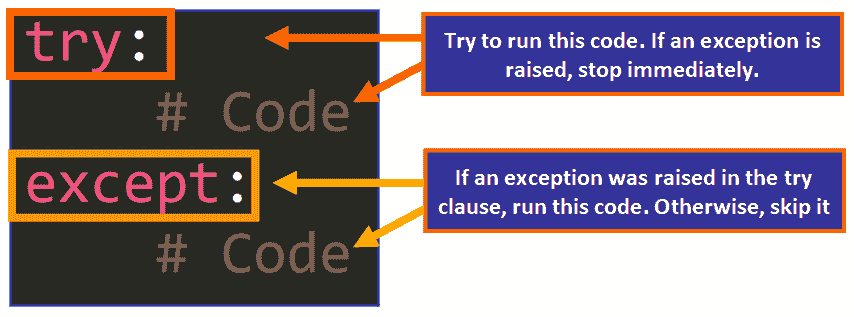 try:
# Code
except:
# Code
Try to run this code. If an exception is
raised, stop immediately.
If an exception was raised in the try
clause, run this code. Otherwise, skip it